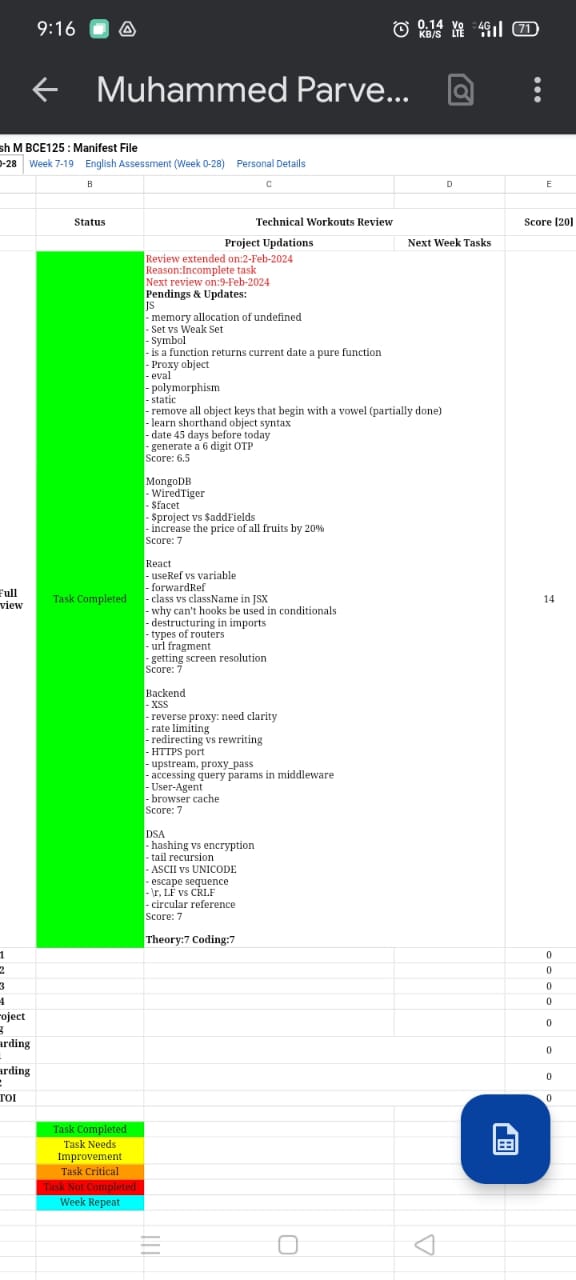 9:16
0.14 KB/S Vo LTE 4G 71
Muhammed Parve...
sh M BCE125 : Manifest File
0-28 Week 7-19 English Assessment (Week 0-28) Personal Details
B C D E
Status Technical Workouts Review Score [20]
Project Updations Next Week Tasks
Review extended on:2-Feb-2024
Reason:Incomplete task
Next review on:9-Feb-2024
Pendings & Updates:
JS
- memory allocation of undefined
- Set vs Weak Set
- Symbol
- is a function returns current date a pure function
- Proxy object
- eval
- polymorphism
- static
- remove all object keys that begin with a vowel (partially done)
- learn shorthand object syntax
- date 45 days before today
- generate a 6 digit OTP
Score: 6.5
MongoDB
- WiredTiger
- $facet
- $project vs $addFields
- increase the price of all fruits by 20%
Score: 7
React
- useRef vs variable
- forwardRef
- class vs className in JSX
- why can't hooks be used in conditionals
- destructuring in imports
- types of routers
- url fragment
- getting screen resolution
Score: 7
Full
view
Task Completed
14
Backend
- XSS
- reverse proxy: need clarity
- rate limiting
- redirecting vs rewriting
- HTTPS port
- upstream, proxy_pass
- accessing query params in middleware
- User-Agent
- browser cache
Score: 7
DSA
- hashing vs encryption
- tail recursion
- ASCII vs UNICODE
- escape sequence
- \r, LF vs CRLF
- circular reference
Score: 7
Theory:7 Coding:7
1 0
2 0
3 0
4 0
roject
g 0
arding 0
arding
2 0
TOI 0
Task Completed
Task Needs
Improvement
Task Critical
Task Not Completed
Week Repeat